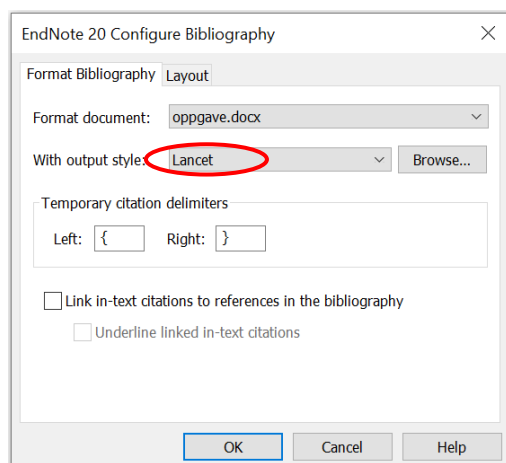 EndNote 20 Configure Bibliography
Format Bibliography Layout
Format document: oppgave.docx
With output style: Lancet Browse...
Temporary citation delimiters
Left: { Right: }
Link in-text citations to references in the bibliography
Underline linked in-text citations
OK Cancel Help